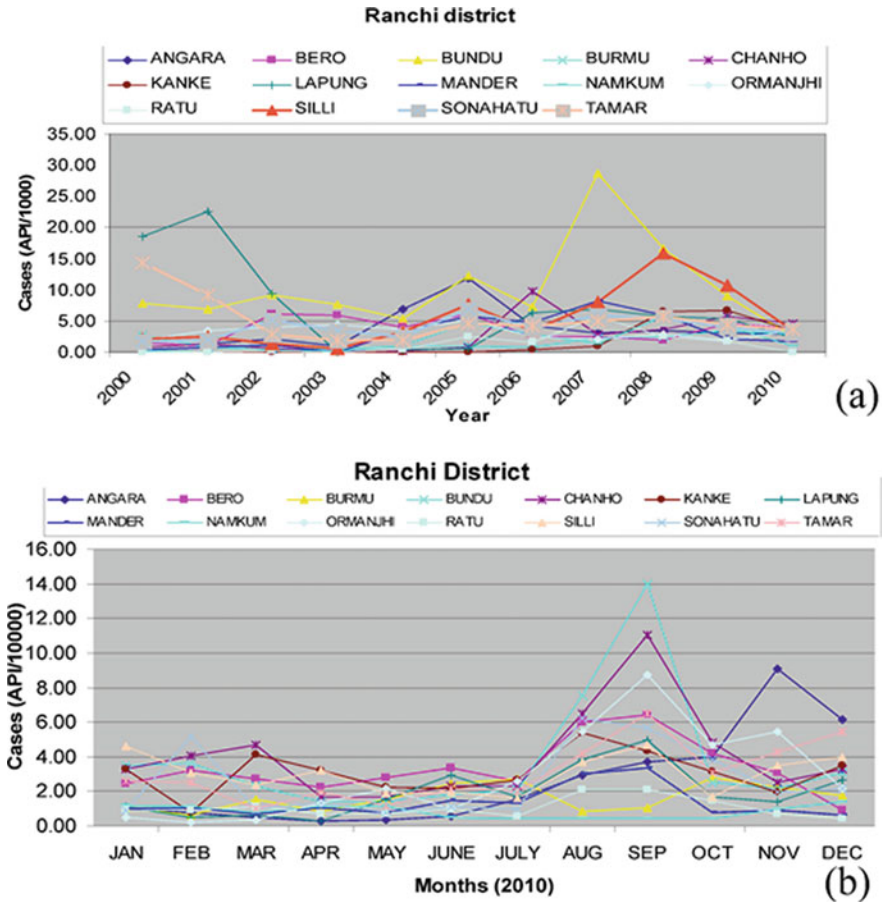 Ranchi district
ANGARA BERO BUNDU BURMU CHANHO
KANKE LAPUNG MANDER NAMKUM ORMANJHI
RATU SILLI SONAHATU TAMAR
35.00
30.00
25.00
20.00
15.00
10.00
5.00
0.00
Cases (API/1000)
2000 2001 2002 2003 2004 2005 2006 2007 2008 2009 2010
Year
(a)
Ranchi District
ANGARA BERO BURMU BUNDU CHANHO KANKE LAPUNG
MANDER NAMKUM ORMANJHI RATU SILLI SONAHATU TAMAR
16.00
14.00
12.00
10.00
8.00
6.00
4.00
2.00
0.00
Cases (API/10000)
JAN FEB MAR APR MAY JUNE JULY AUG SEP OCT NOV DEC
Months (2010)
(b)